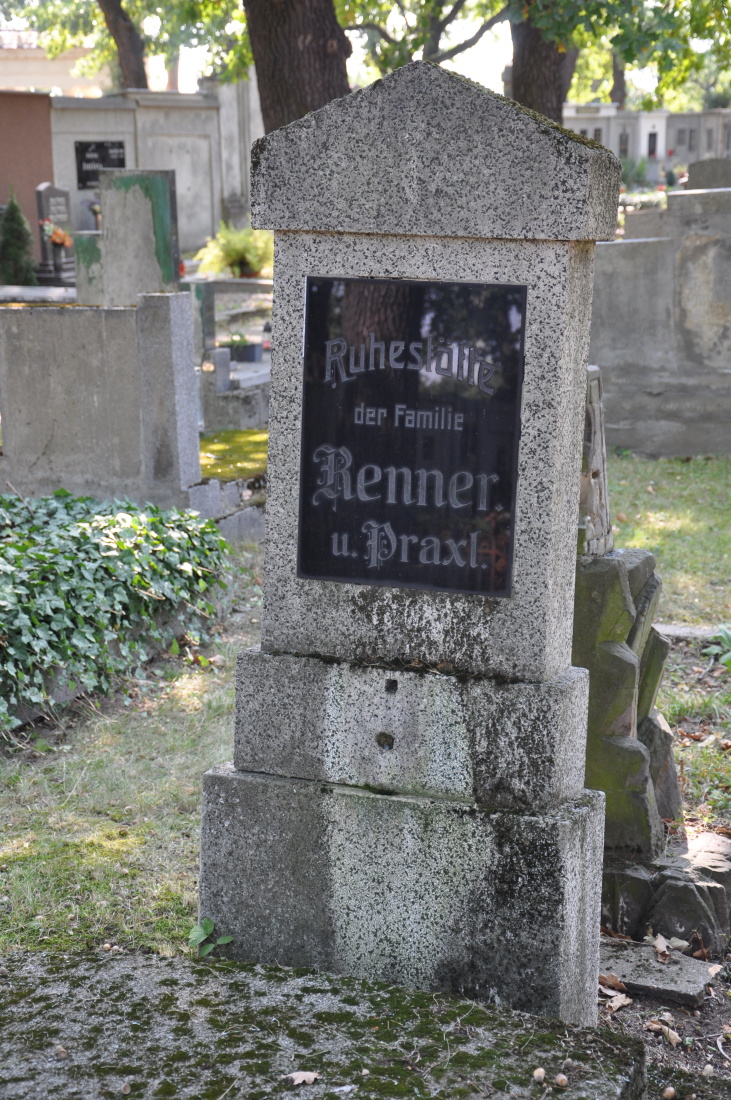 Ruhestätte
der Familie
Renner
u. Praxl.